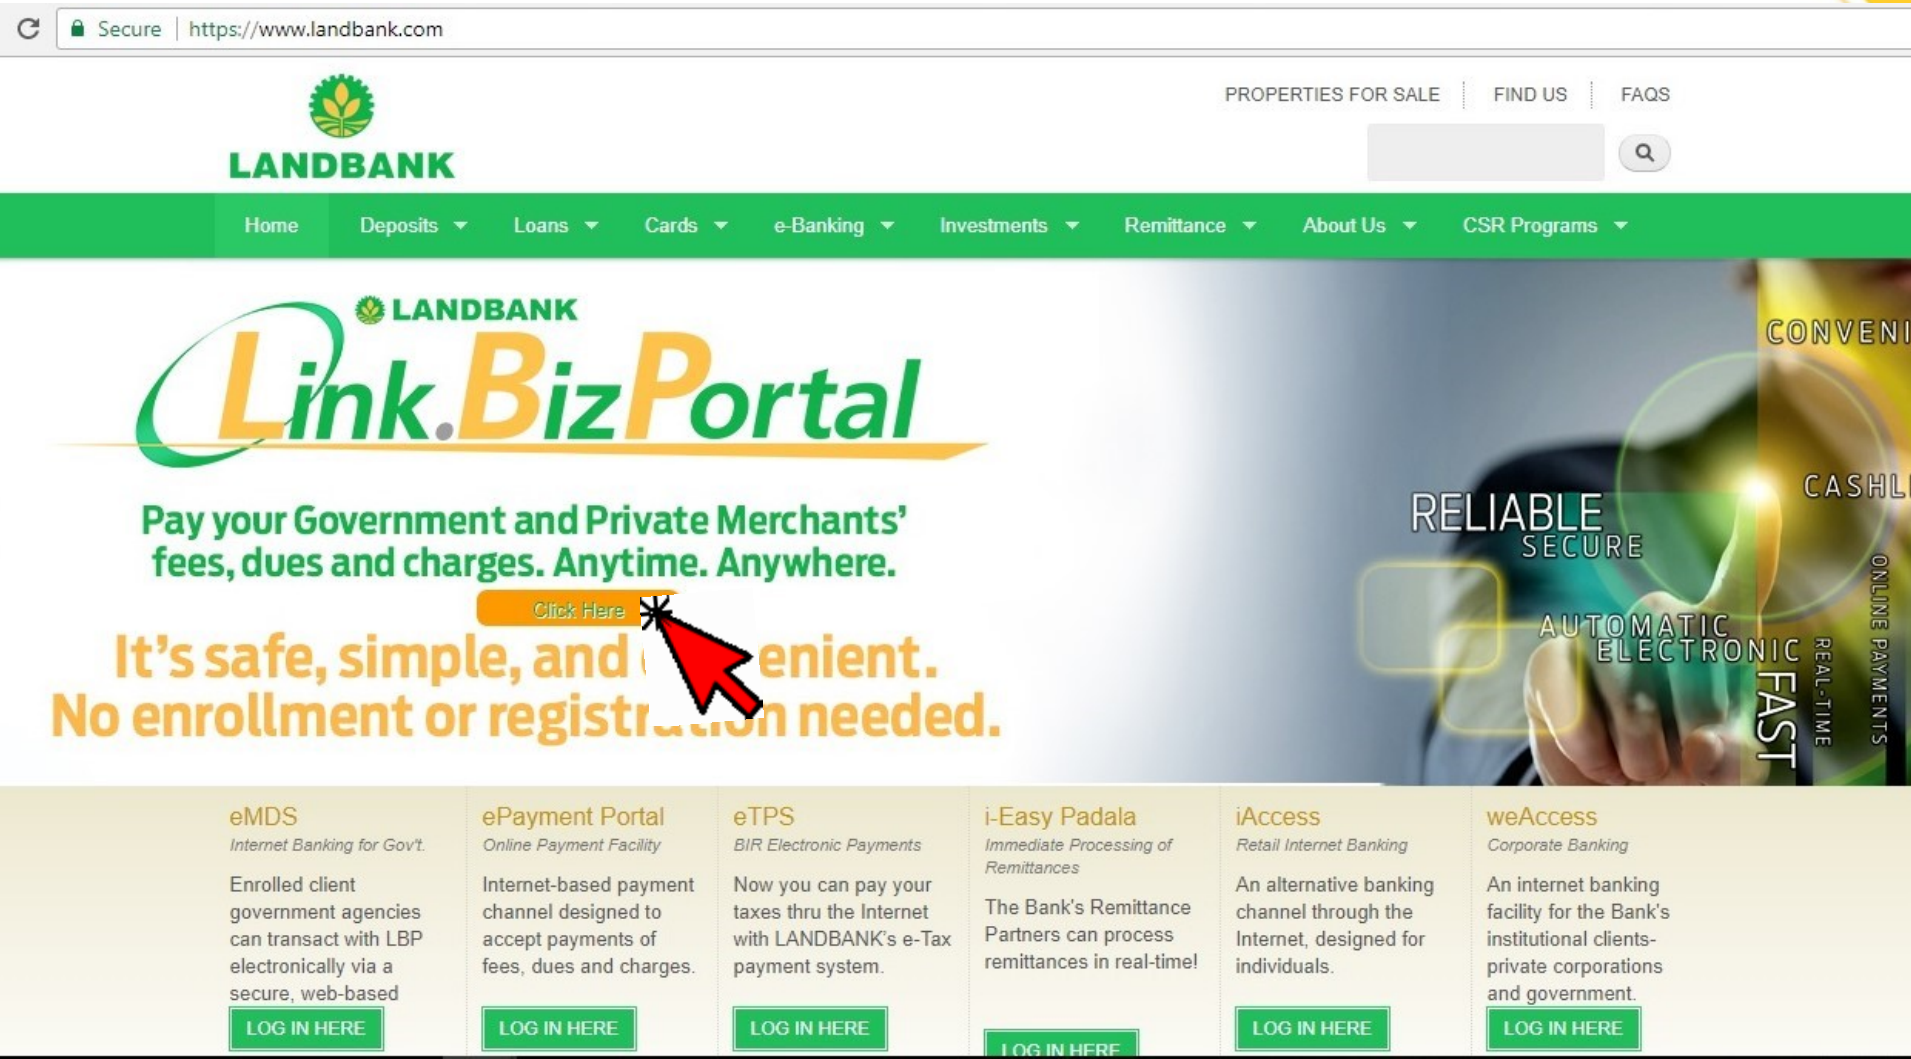 Secure
https://www.landbank.com
PROPERTIES FOR SALE
FIND US
FAQS
LANDBANK
Home
Deposits
Loans
Cards
e-Banking
Investments
Remittance
About Us
CSR Programs
LANDBANK
Link.BizPortal
Pay your Government and Private Merchants'
fees, dues and charges. Anytime. Anywhere.
Click Here
It's safe, simple, and enient.
No enrollment or needed.
CONVENI
CASHL
RELIABLE
SECURE
AUTOMATIC
ELECTRONIC
FAST
REAL-TIME
ONLINE PAYMENTS
eMDS
Internet Banking for Gov't.
Enrolled client
government agencies
can transact with LBP
electronically via a
secure, web-based
LOG IN HERE
ePayment Portal
Online Payment Facility
Internet-based payment
channel designed to
accept payments of
fees, dues and charges.
LOG IN HERE
eTPS
BIR Electronic Payments
Now you can pay your
taxes thru the Internet
with LANDBANK's e-Tax
payment system.
LOG IN HERE
i-Easy Padala
Immediate Processing of
Remittances
The Bank's Remittance
Partners can process
remittances in real-time!
LOG IN HERE
iAccess
Retail Internet Banking
An alternative banking
channel through the
Internet, designed for
individuals.
LOG IN HERE
weAccess
Corporate Banking
An internet banking
facility for the Bank's
institutional clients-
private corporations
and government.
LOG IN HERE